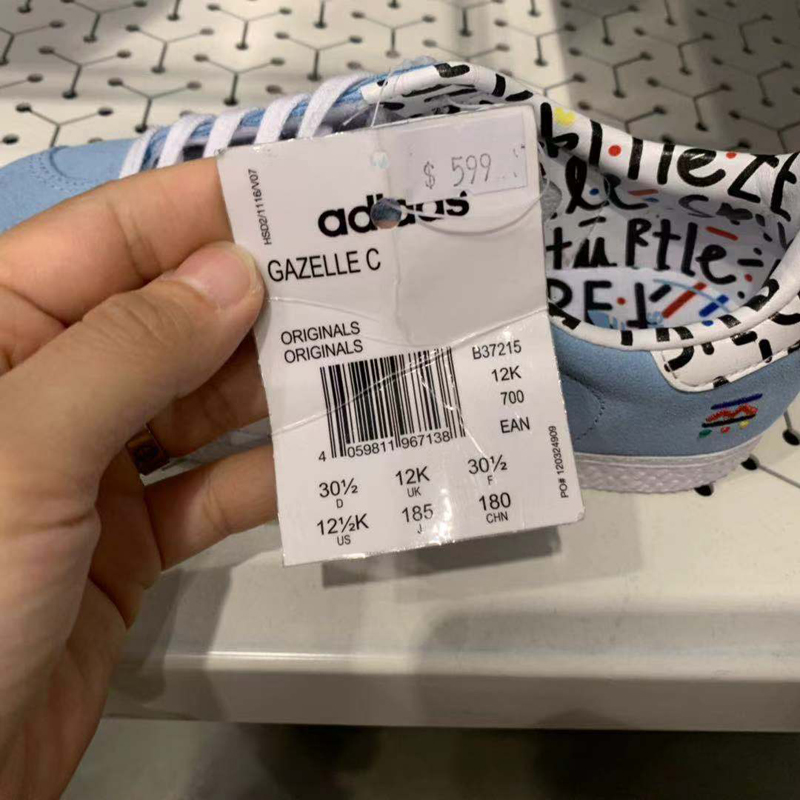 $ 599
HSD2/1116/V07
adidas
GAZELLE C
ORIGINALS
ORIGINALS
B37215
12K
700
EAN
4 059811 967138
30½
D
12K
UK
30½
F
12½K
US
185
J
180
CHN
PO# 120324909
tuRtle